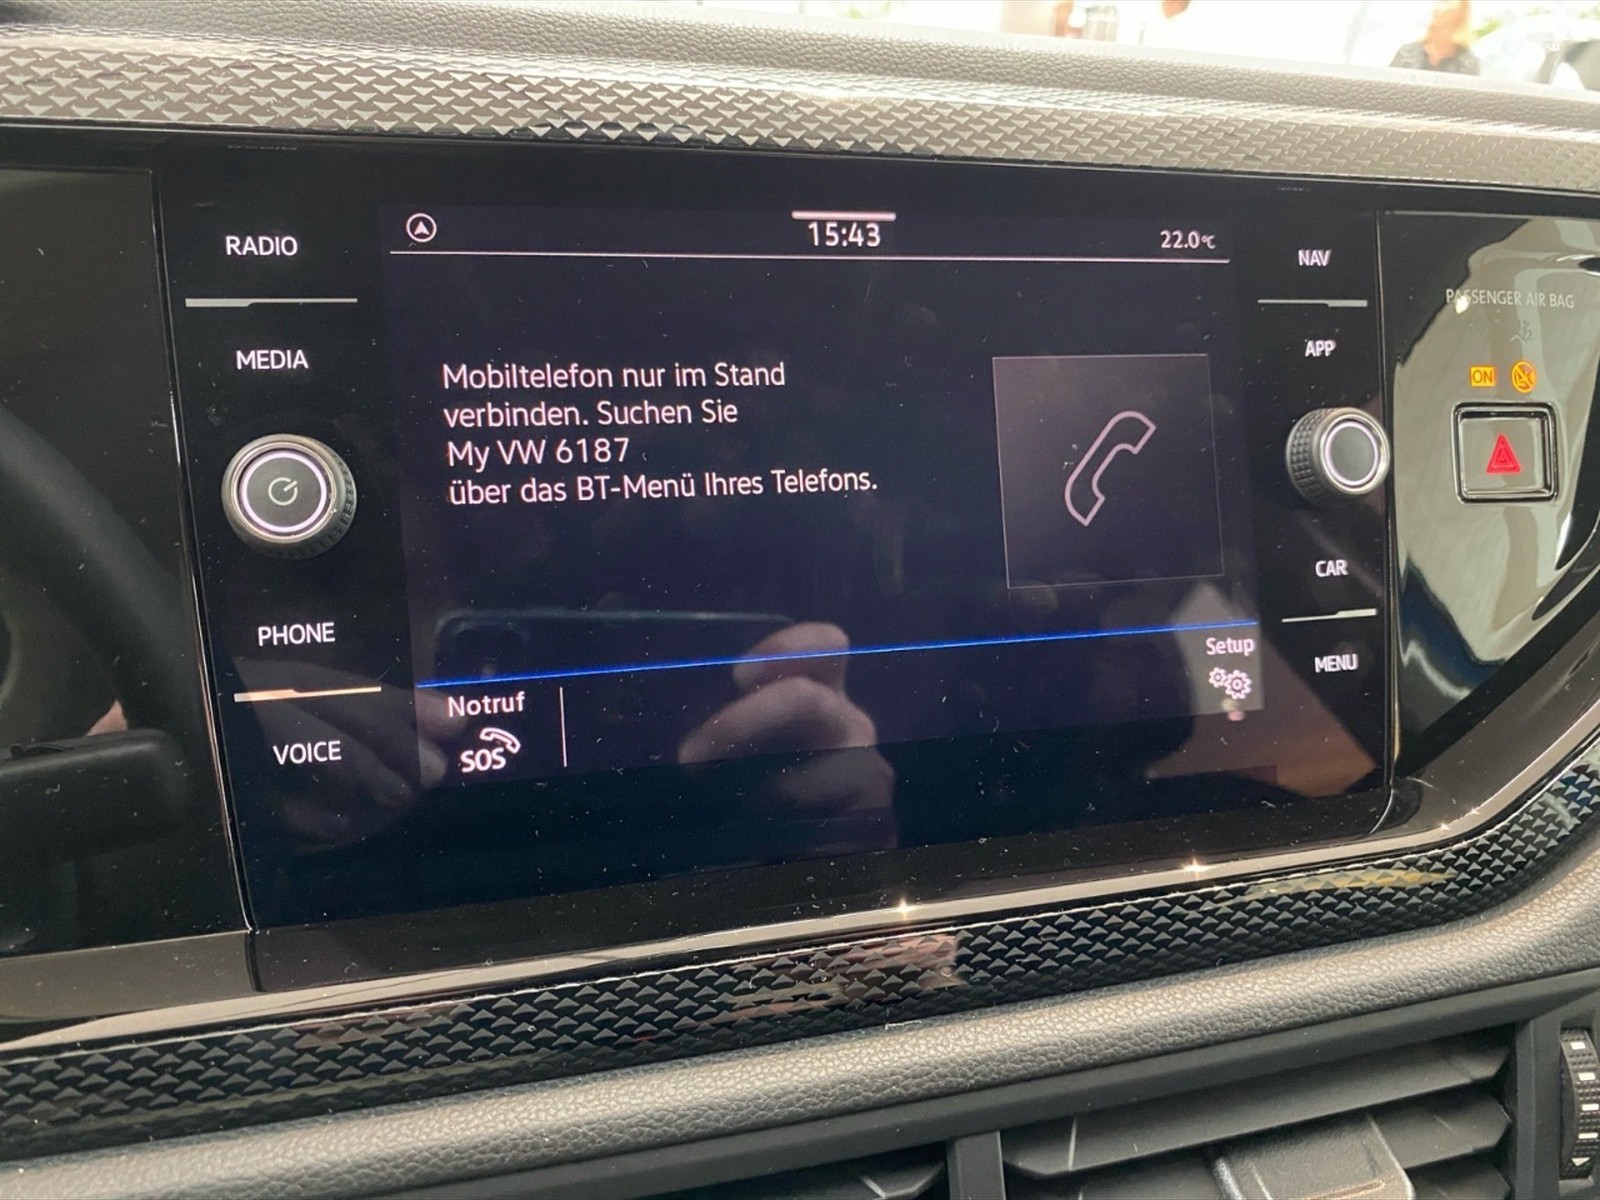 RADIO
MEDIA
PHONE
VOICE
15:43
22.0°C
Mobiltelefon nur im Stand
verbinden. Suchen Sie
My VW 6187
über das BT-Menü Ihres Telefons.
Setup
Notruf
SOS
NAV
APP
CAR
MENU
PASSENGER AIR BAG
ON